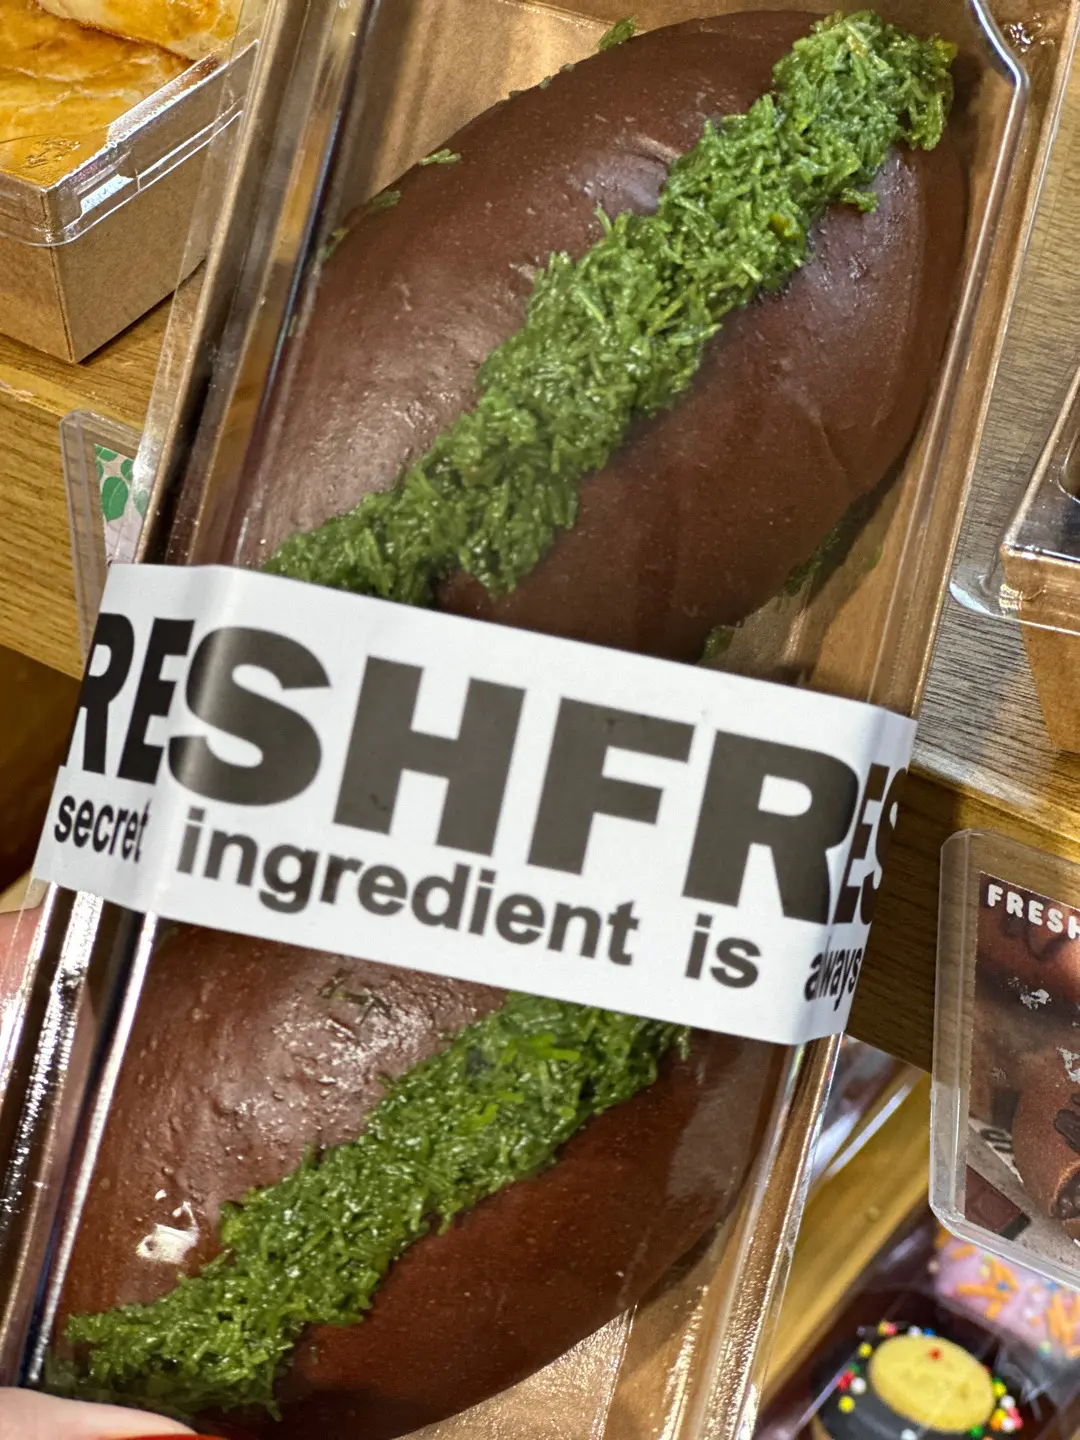 RESHFRES
secret ingredient is always
FRESH